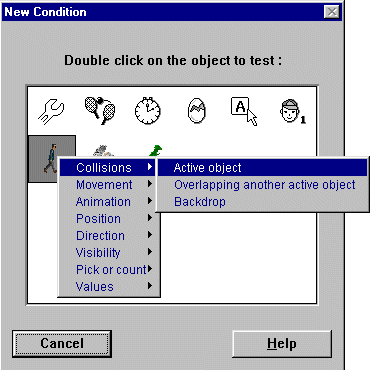 New Condition
Double click on the object to test :
A
1
Collisions
Active object
Movement
Overlapping another active object
Animation
Backdrop
Position
Direction
Visibility
Pick or count
Values
Cancel
Help